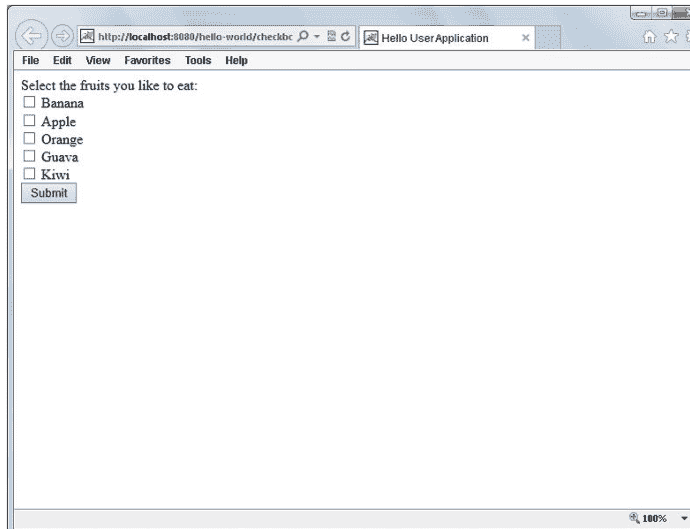 http://localhost:8080/hello-world/checkbc
Hello User Application
File Edit View Favorites Tools Help
Select the fruits you like to eat:
Banana
Apple
Orange
Guava
Kiwi
Submit
100%